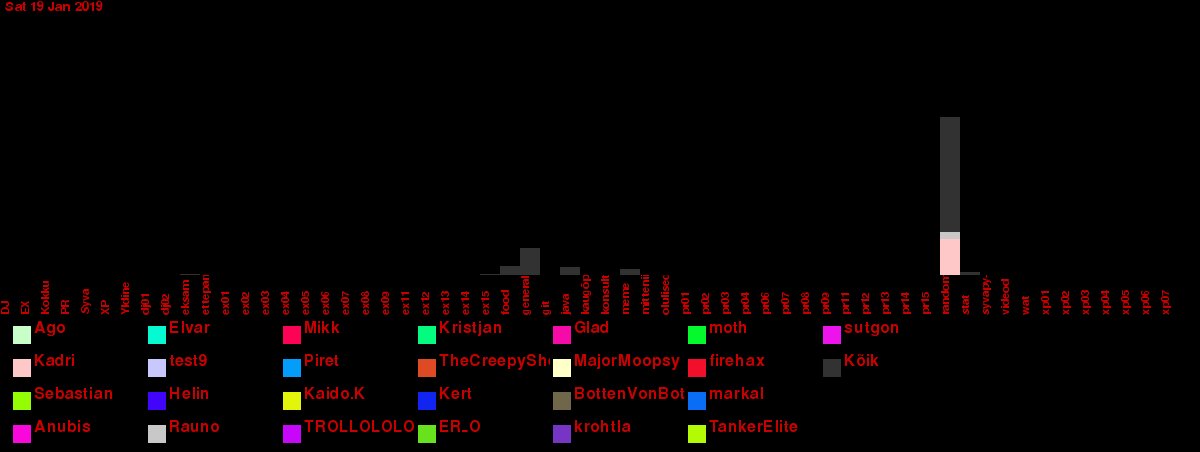 Sat 19 Jan 2019
DJ
EX
Kokku
PR
Syva
XP
Yldine
dj01
dj02
eksam
ettepan
ex01
ex02
ex03
ex04
ex05
ex06
ex07
ex08
ex09
ex11
ex12
ex13
ex14
ex15
food
general
git
java
kaugõp
konsult
meme
mitteni
olulisec
pr01
pr02
pr03
pr04
pr06
pr07
pr08
pr09
pr11
pr12
pr13
pr14
pr15
random
stat
syvapy-
videod
wat
xp01
xp02
xp03
xp04
xp05
xp06
xp07
Ago Elvar Mikk Kristjan Glad moth sutgon
Kadri test9 Piret TheCreepySh MajorMoopsy firehax Kõik
Sebastian Helin Kaido.K Kert BottenVonBot markal
Anubis Rauno TROLLOLOLO ER_O krohtla TankerElite